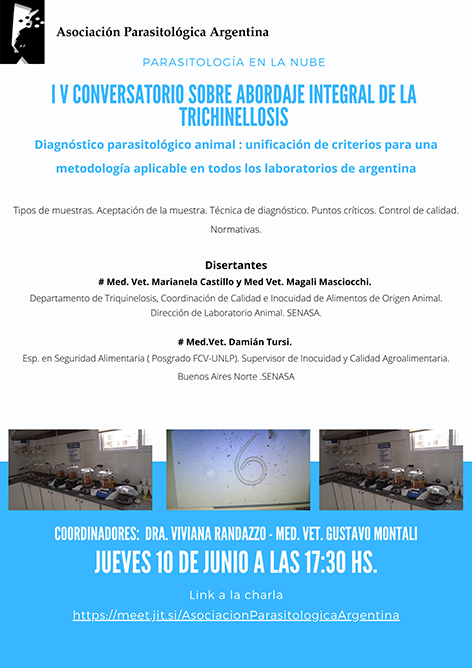 Asociación Parasitológica Argentina
PARASITOLOGÍA EN LA NUBE
I V CONVERSATORIO SOBRE ABORDAJE INTEGRAL DE LA
TRICHINELLOSIS
Diagnóstico parasitológico animal : unificación de criterios para una
metodología aplicable en todos los laboratorios de argentina
Tipos de muestras. Aceptación de la muestra. Técnica de diagnóstico. Puntos críticos. Control de calidad.
Normativas.
Disertantes
# Med. Vet. Marianela Castillo y Med Vet. Magali Masciocchi.
Departamento de Triquinelosis, Coordinación de Calidad e Inocuidad de Alimentos de Origen Animal.
Dirección de Laboratorio Animal. SENASA.
# Med.Vet. Damián Tursi.
Esp. en Seguridad Alimentaria ( Posgrado FCV-UNLP). Supervisor de Inocuidad y Calidad Agroalimentaria.
Buenos Aires Norte .SENASA
COORDINADORES: DRA. VIVIANA RANDAZZO - MED. VET. GUSTAVO MONTALI
JUEVES 10 DE JUNIO A LAS 17:30 HS.
Link a la charla
https://meet.jit.si/AsociacionParasitologicaArgentina